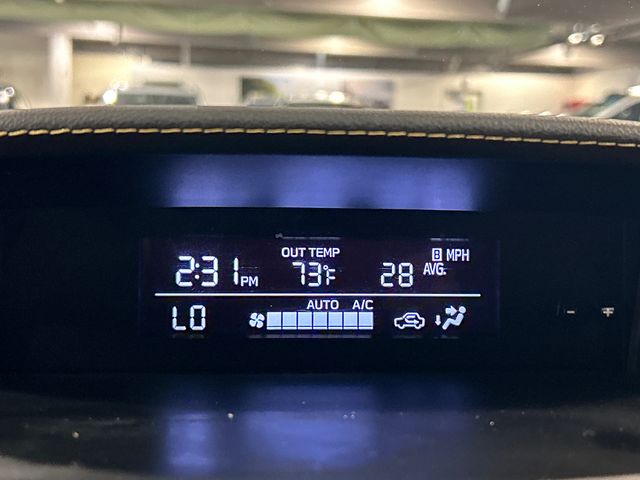 OUT TEMP B MPH
2:31 PM 73°F 28 AVG.
AUTO A/C
LO
- +